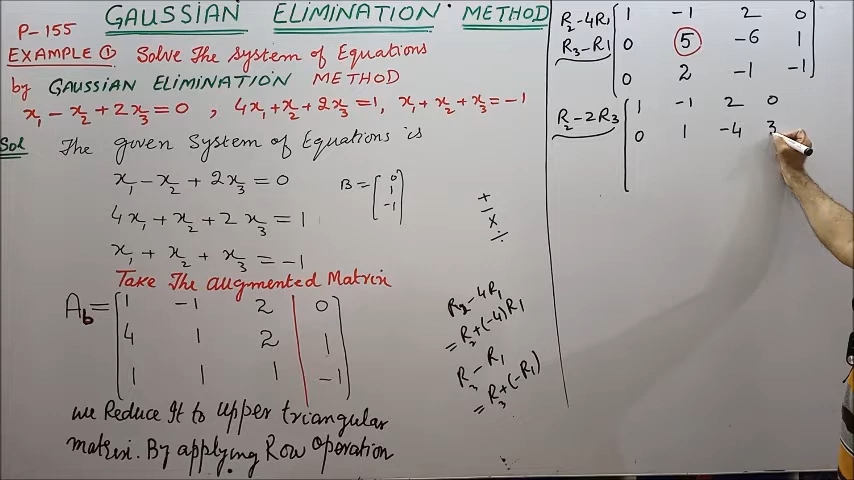 GAUSSIAN ELIMINATION METHOD
P-155
EXAMPLE ① Solve The System of Equations
by GAUSSIAN ELIMINATION METHOD
x₁ - x₂ + 2x₃ = 0 , 4x₁ + x₂ + 2x₃ = 1, x₁ + x₂ + x₃ = -1
Sol The given System of Equations is
x₁ - x₂ + 2x₃ = 0
4x₁ + x₂ + 2x₃ = 1
x₁ + x₂ + x₃ = -1
B = [0
1
-1]
+
-
×
÷
Take The augmented Matrix
A_b = [1 -1 2 | 0
4 1 2 | 1
1 1 1 | -1]
we Reduce It to upper triangular
matrix. By applying Row operation
R₂ - 4R₁
= R₂ + (-4)R₁
R₃ - R₁
= R₃ + (-R₁)
R₂ - 4R₁ [1 -1 2 0
R₃ - R₁ 0 5 -6 1
0 2 -1 -1]
[1 -1 2 0
R₂ - 2R₃ 0 1 -4 3